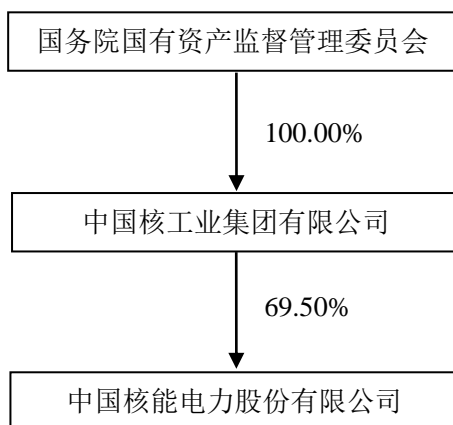 国务院国有资产监督管理委员会
100.00%
中国核工业集团有限公司
69.50%
中国核能电力股份有限公司